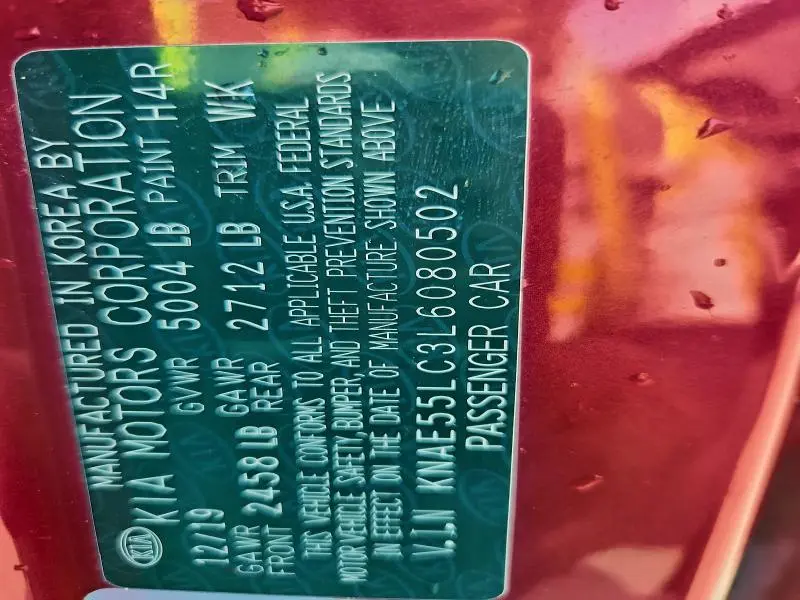 MANUFACTURED IN KOREA BY
KIA KIA MOTORS CORPORATION
12/19 GVWR 5004 LB PAINT H4R
GAWR FRONT 2458 LB GAWR REAR 2712 LB TRIM WK
THIS VEHICLE CONFORMS TO ALL APPLICABLE U.S.A. FEDERAL
MOTOR VEHICLE SAFETY, BUMPER, AND THEFT PREVENTION STANDARDS
IN EFFECT ON THE DATE OF MANUFACTURE SHOWN ABOVE
V.I.N KNAE55LC3L6080502
PASSENGER CAR